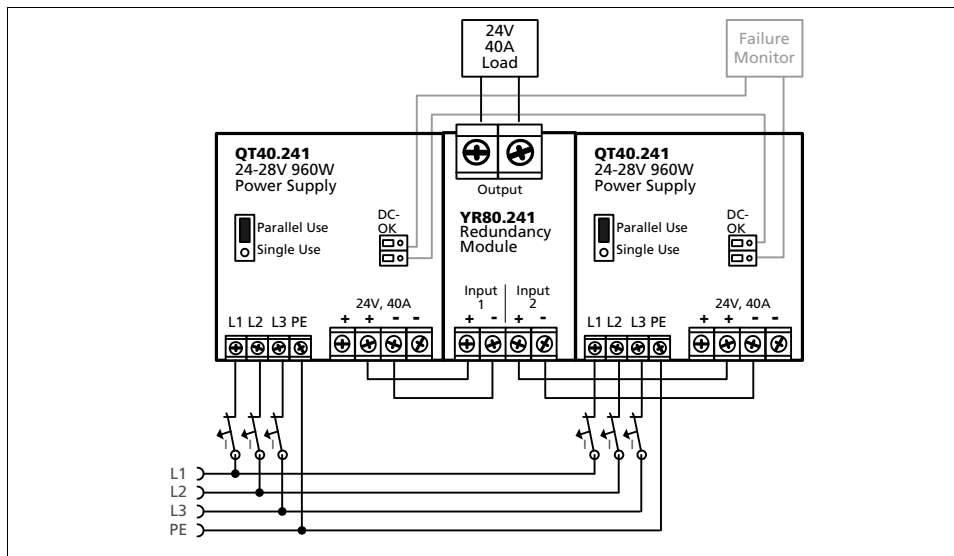 24V
40A
Load
Failure
Monitor
QT40.241
24-28V 960W
Power Supply
Parallel Use
Single Use
DC-
OK
24V, 40A
+ + - -
L1 L2 L3 PE
Output
YR80.241
Redundancy
Module
Input
1
Input
2
+ - + -
QT40.241
24-28V 960W
Power Supply
Parallel Use
Single Use
DC-
OK
24V, 40A
+ + - -
L1 L2 L3 PE
I I I
I I I
L1
L2
L3
PE